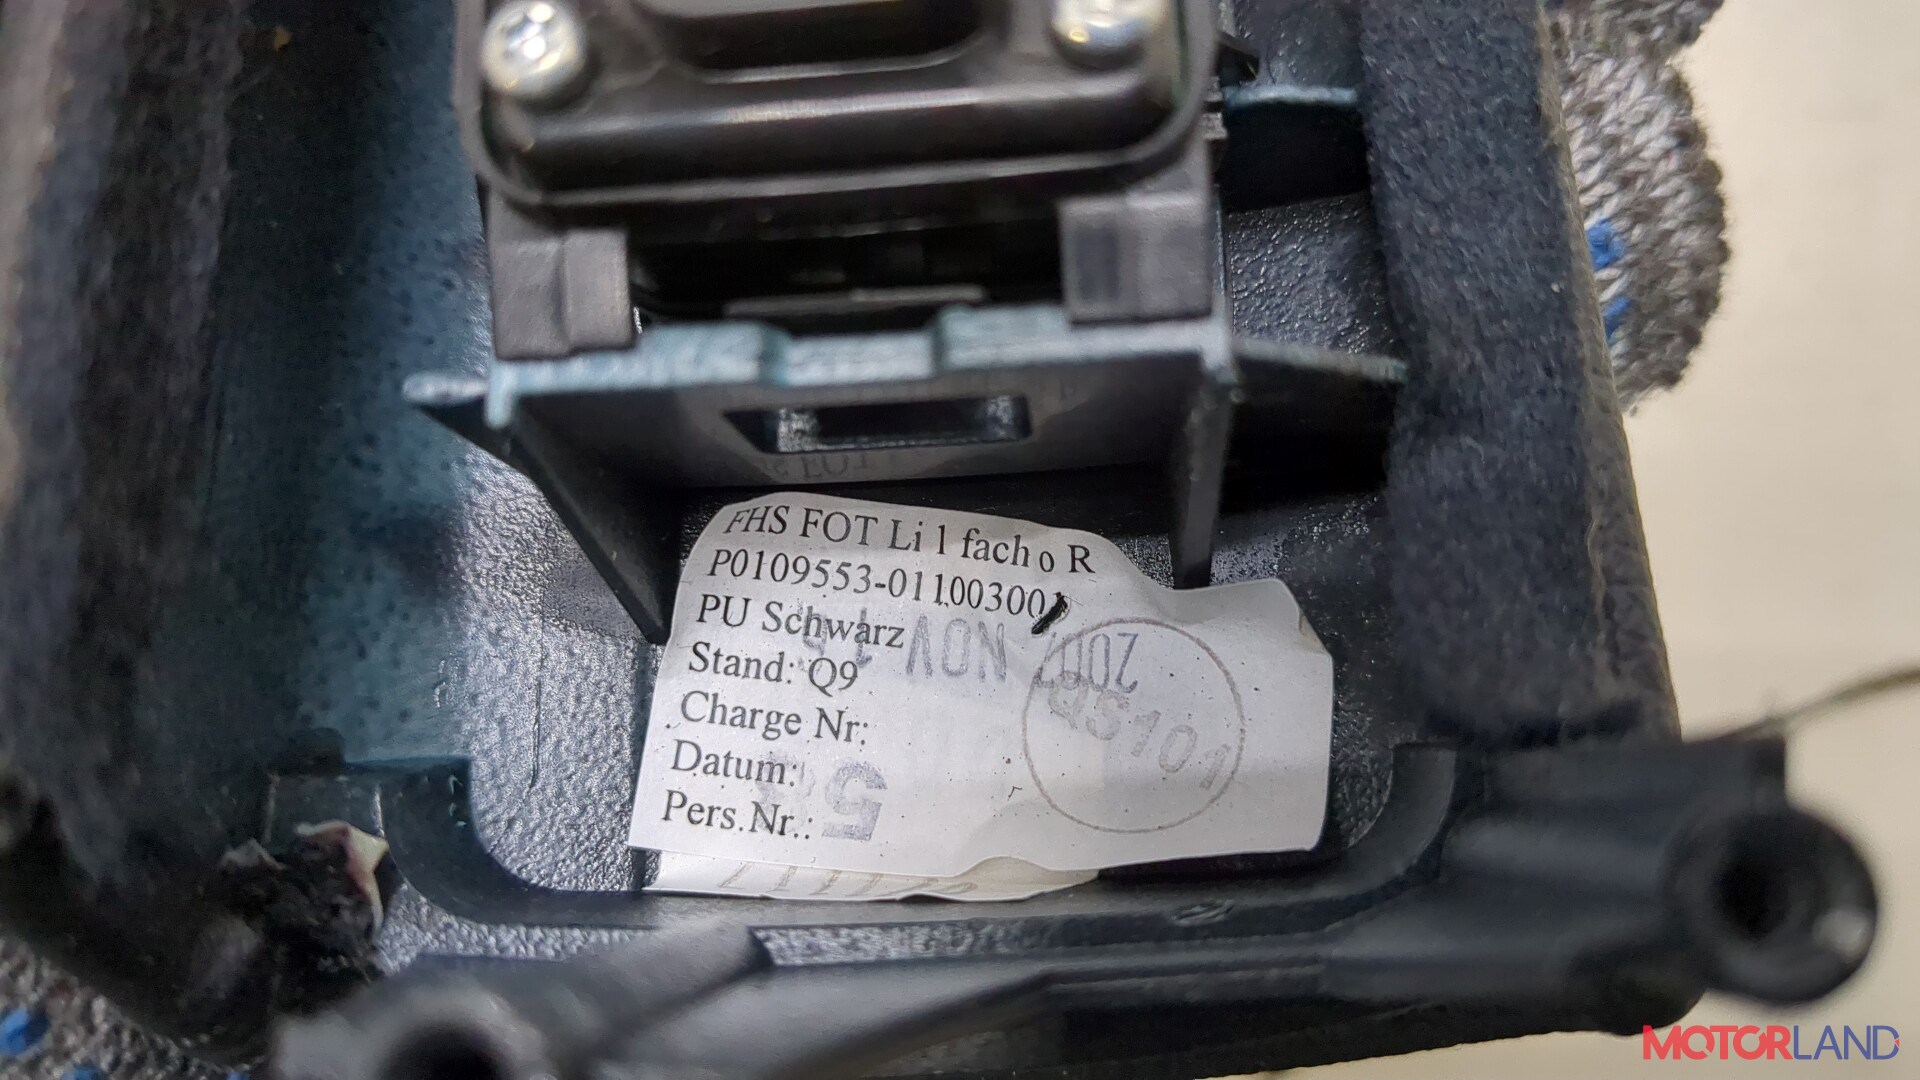 FHS FOT Li 1 fach o R
P0109553-011003001
PU Schwarz
Stand: Q9
Charge Nr:
Datum:
Pers.Nr.:
2007 NOV
QS101
5
MOTORLAND